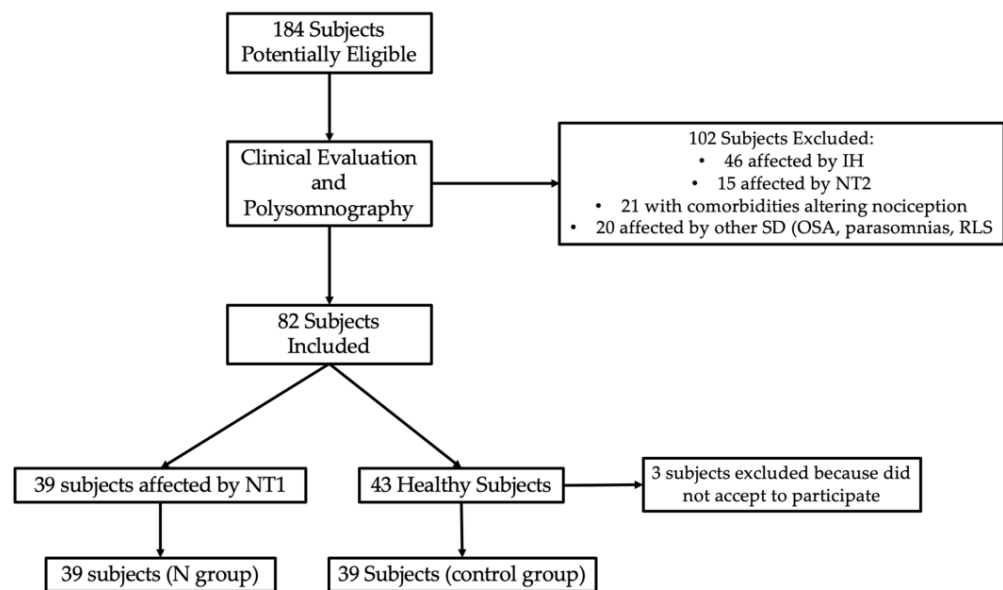 184 Subjects
Potentially Eligible
Clinical Evaluation
and
Polysomnography
102 Subjects Excluded:
• 46 affected by IH
• 15 affected by NT2
• 21 with comorbidities altering nociception
• 20 affected by other SD (OSA, parasomnias, RLS
82 Subjects
Included
39 subjects affected by NT1
43 Healthy Subjects
3 subjects excluded because did
not accept to participate
39 subjects (N group)
39 Subjects (control group)